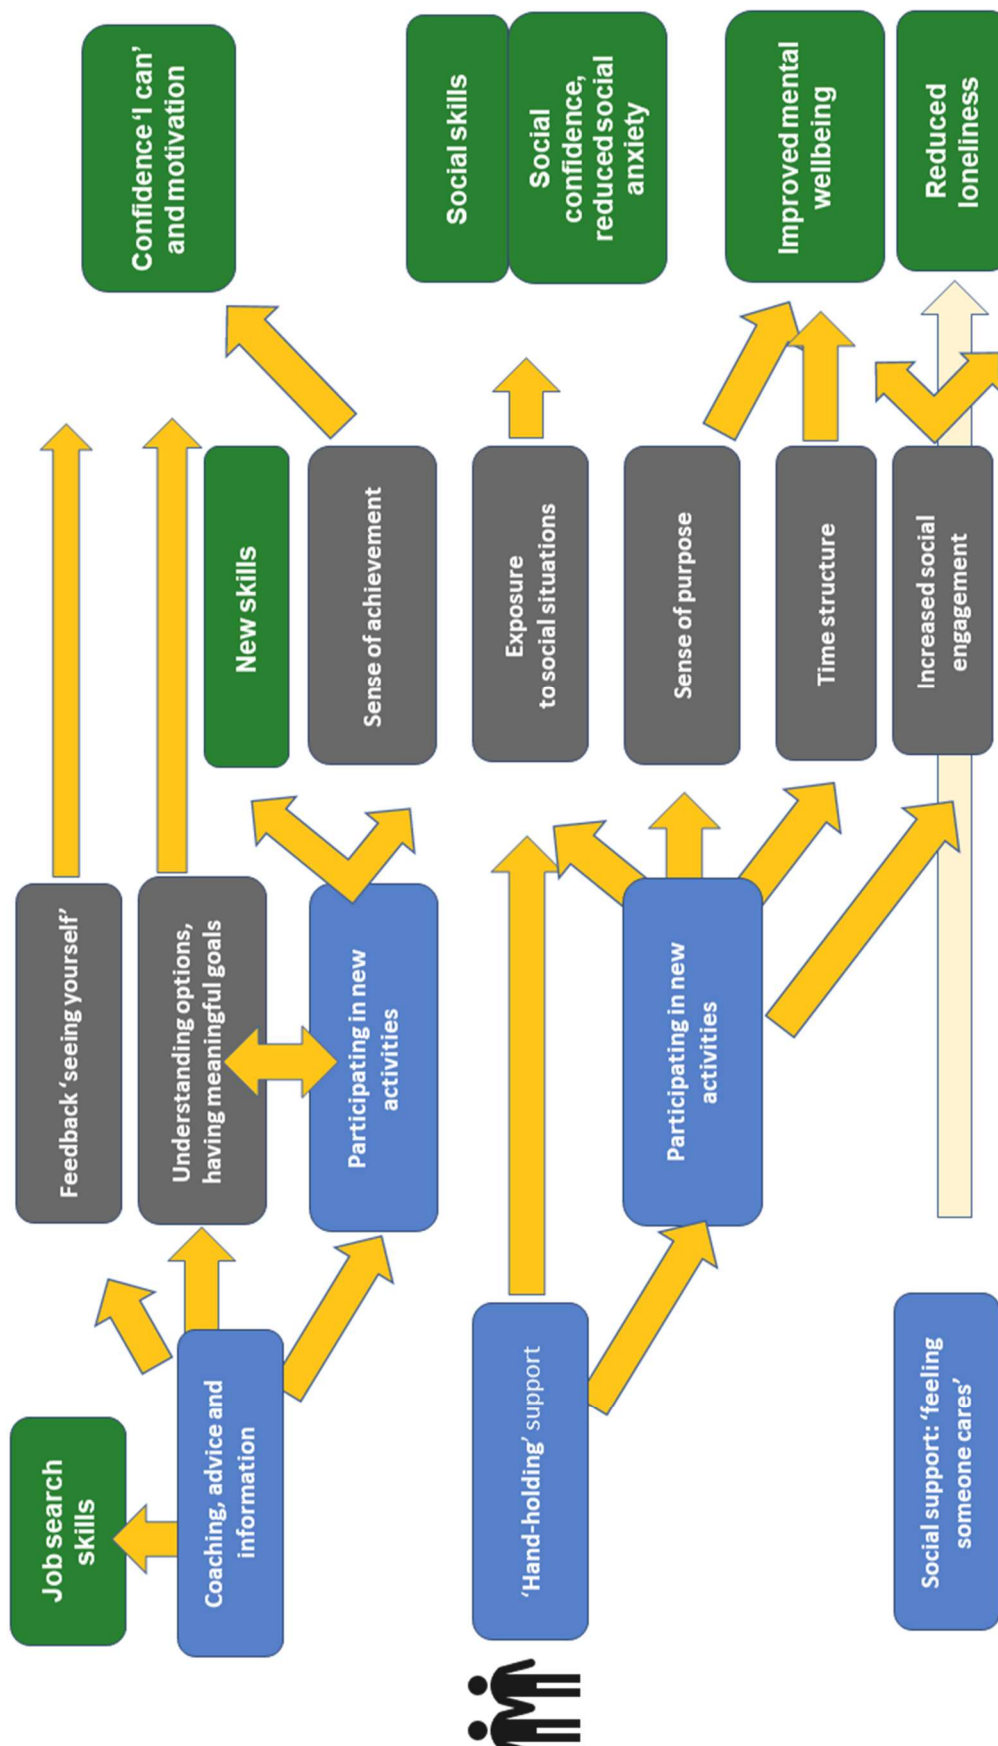 Job search
skills
Coaching, advice and
information
Feedback ‘seeing yourself’
Understanding options,
having meaningful goals
Participating in new
activities
New skills
Sense of achievement
Confidence ‘I can’
and motivation
‘Hand-holding’ support
Participating in new
activities
Exposure
to social situations
Sense of purpose
Time structure
Social skills
Social
confidence,
reduced social
anxiety
Improved mental
wellbeing
Social support: ‘feeling
someone cares’
Increased social
engagement
Reduced
loneliness